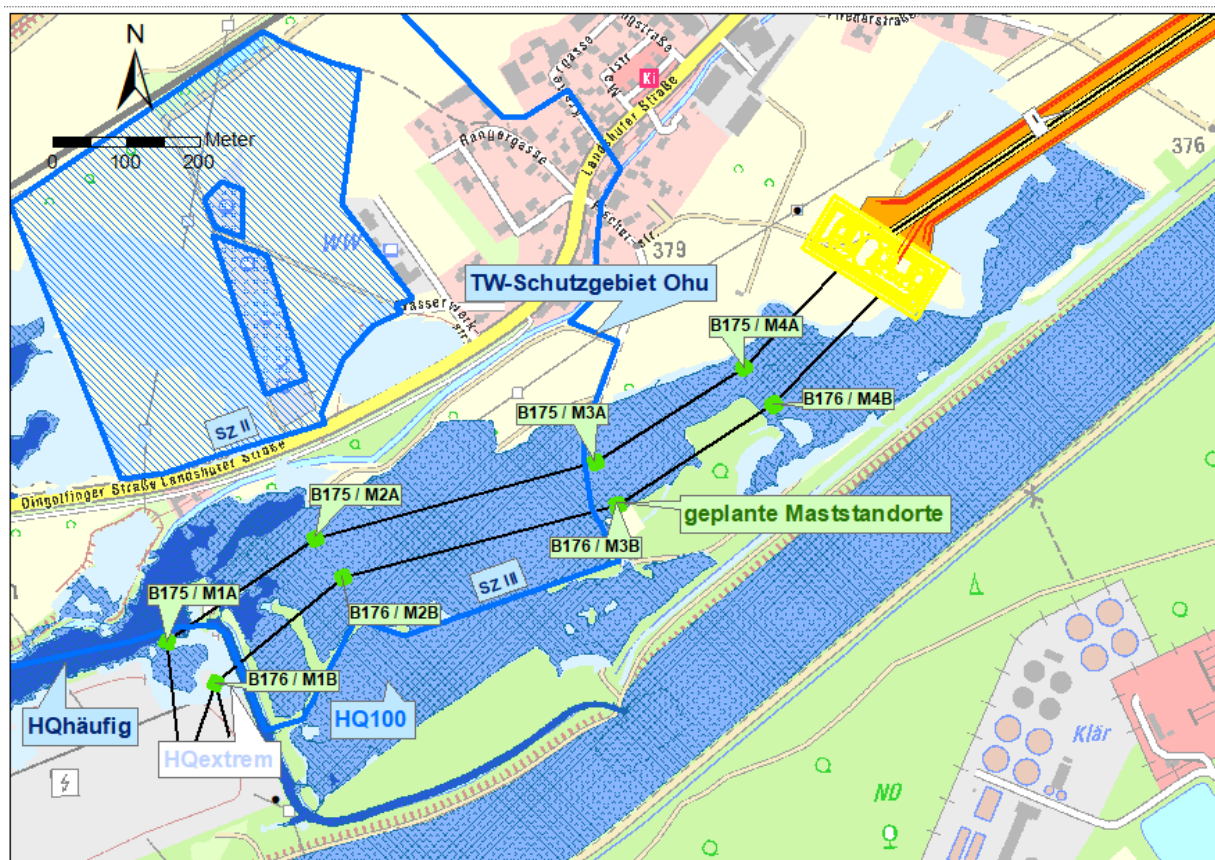 N
Meter
0 100 200
Rangergasse
Landshuter Straße
Ki
Fischerstr.
379
376
WW
Wasserwerk-
str.
TW-Schutzgebiet Ohu
B175 / M4A
B176 / M4B
B175 / M3A
SZ II
Dingolfinger Straße Landshuter Straße
B175 / M2A
geplante Maststandorte
B176 / M3B
SZ III
B175 / M1A
B176 / M2B
B176 / M1B
HQ100
HQhäufig
HQextrem
Klär
ND